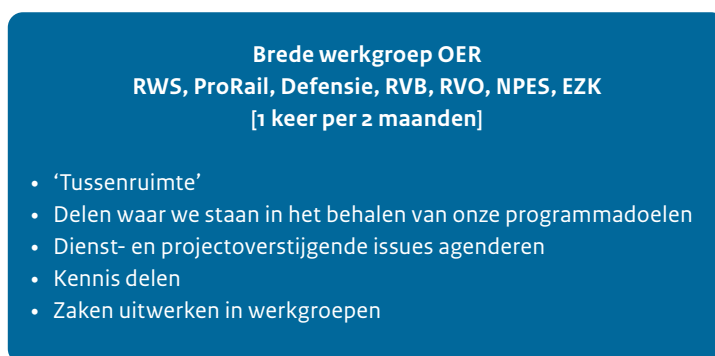 Brede werkgroep OER
RWS, ProRail, Defensie, RVB, RVO, NPES, EZK
[1 keer per 2 maanden]
• ‘Tussenruimte’
• Delen waar we staan in het behalen van onze programmadoelen
• Dienst- en projectoverstijgende issues agenderen
• Kennis delen
• Zaken uitwerken in werkgroepen